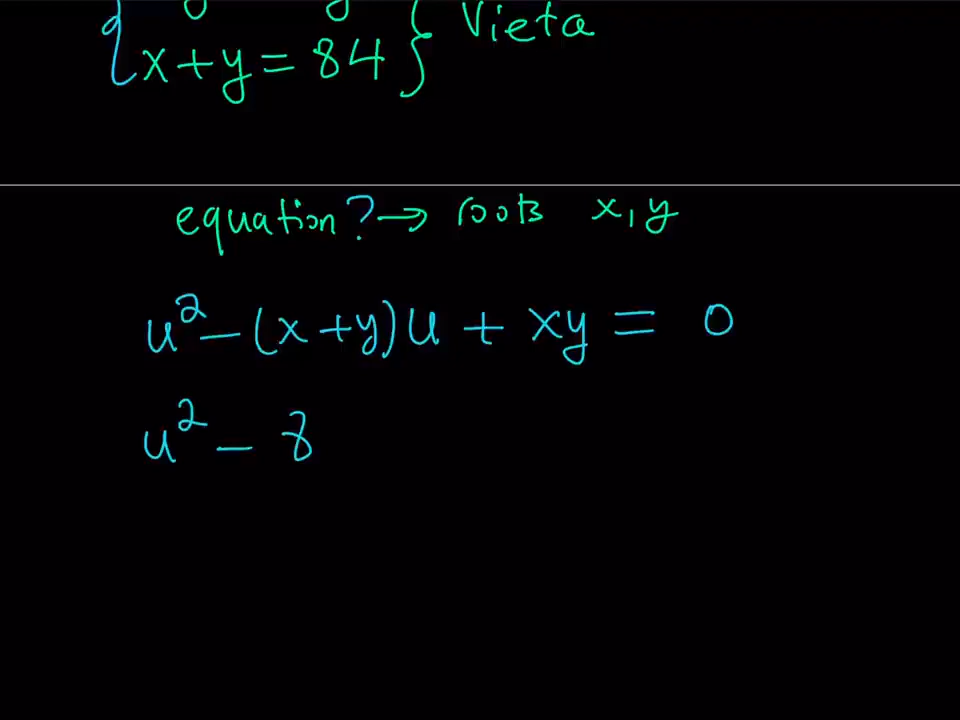 x+y=84 } Vieta
equation? → roots x, y
u² - (x+y)u + xy = 0
u² - 8